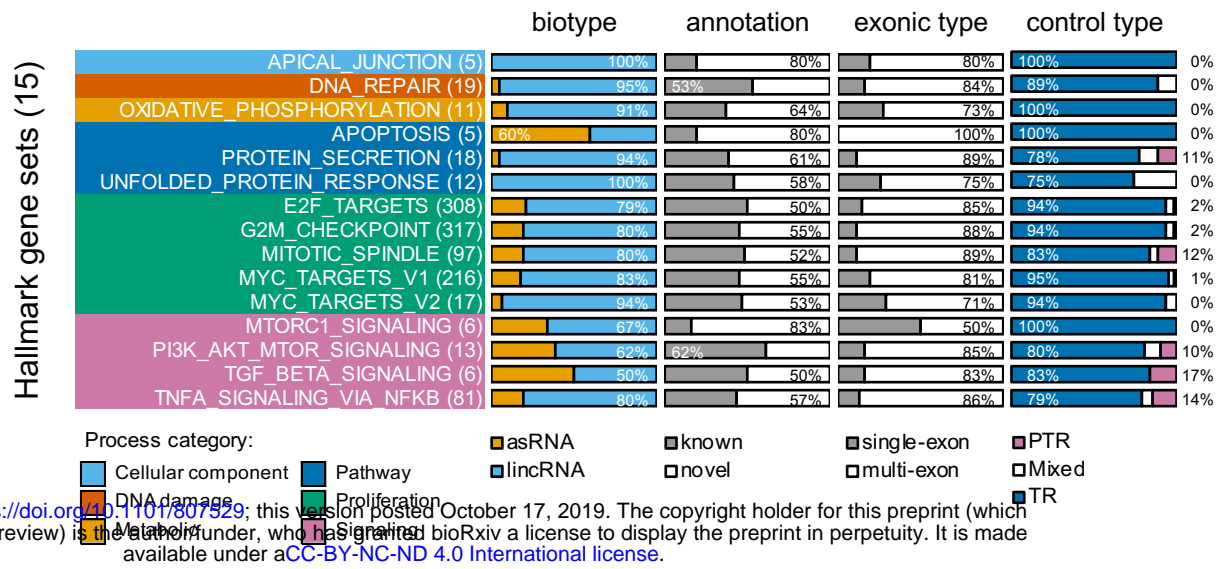 biotype annotation exonic type control type
Hallmark gene sets (15)
APICAL_JUNCTION (5) 100% 80% 80% 100% 0%
DNA_REPAIR (19) 95% 53% 84% 89% 0%
OXIDATIVE_PHOSPHORYLATION (11) 91% 64% 73% 100% 0%
APOPTOSIS (5) 60% 80% 100% 100% 0%
PROTEIN_SECRETION (18) 94% 61% 89% 78% 11%
UNFOLDED_PROTEIN_RESPONSE (12) 100% 58% 75% 75% 0%
E2F_TARGETS (308) 79% 50% 85% 94% 2%
G2M_CHECKPOINT (317) 80% 55% 88% 94% 2%
MITOTIC_SPINDLE (97) 80% 52% 89% 83% 12%
MYC_TARGETS_V1 (216) 83% 55% 81% 95% 1%
MYC_TARGETS_V2 (17) 94% 53% 71% 94% 0%
MTORC1_SIGNALING (6) 67% 83% 50% 100% 0%
PI3K_AKT_MTOR_SIGNALING (13) 62% 62% 85% 80% 10%
TGF_BETA_SIGNALING (6) 50% 50% 83% 83% 17%
TNFA_SIGNALING_VIA_NFKB (81) 80% 57% 86% 79% 14%
Process category: asRNA known single-exon PTR
Cellular component Pathway lincRNA novel multi-exon Mixed
DNA damage Proliferation TR
s://doi.org/10.1101/807529; this version posted October 17, 2019. The copyright holder for this preprint (which
Metabolic Signaling
review) is the author/funder, who has granted bioRxiv a license to display the preprint in perpetuity. It is made
available under aCC-BY-NC-ND 4.0 International license.